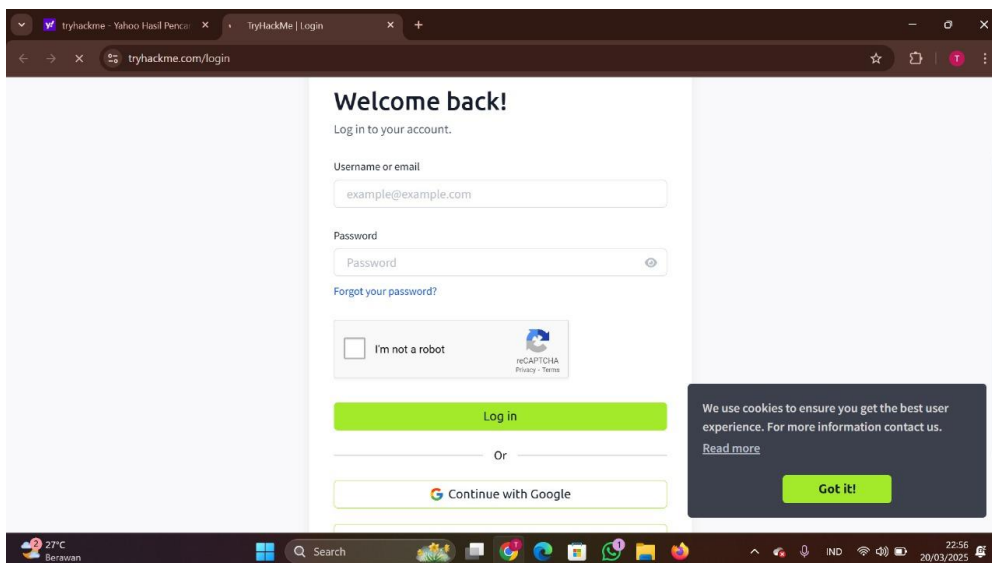 tryhackme - Yahoo Hasil Penca
TryHackMe | Login
tryhackme.com/login
T
Welcome back!
Log in to your account.
Username or email
example@example.com
Password
Password
Forgot your password?
I'm not a robot
reCAPTCHA
Privacy - Terms
Log in
Or
Continue with Google
We use cookies to ensure you get the best user
experience. For more information contact us.
Read more
Got it!
2
27°C
Berawan
Search
1
IND
22:56
20/03/2025